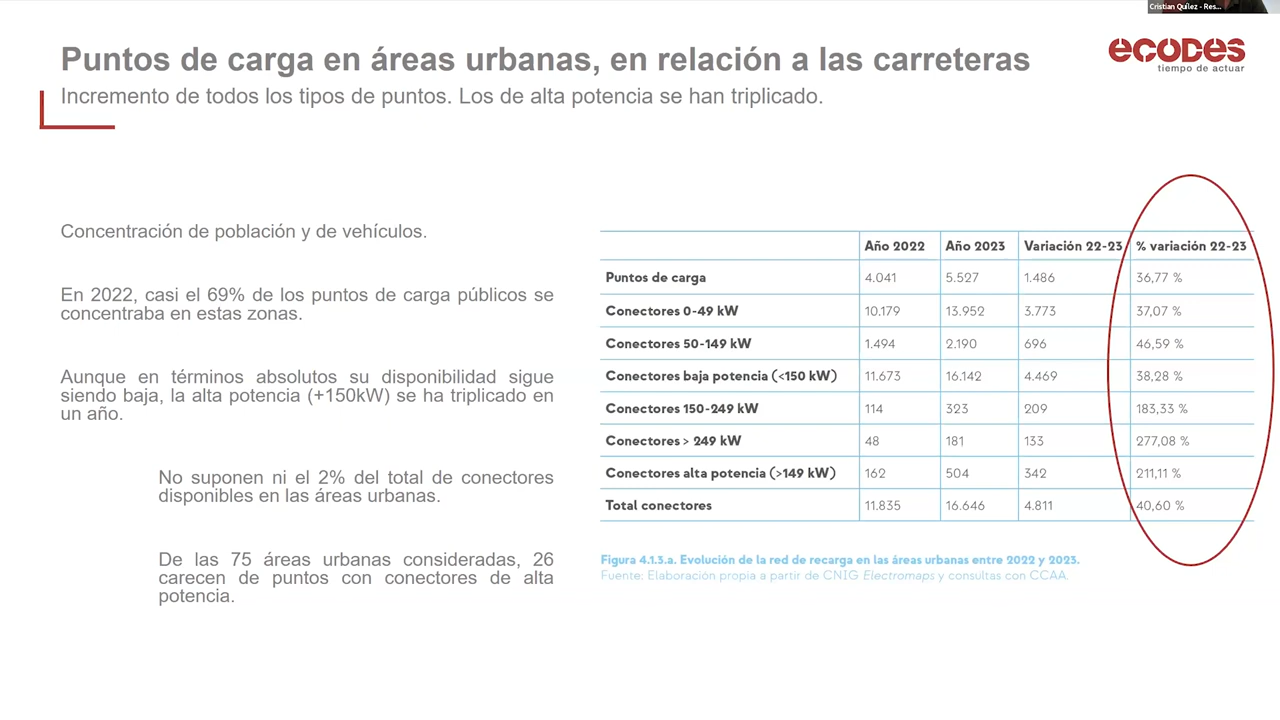 Cristian Quílez - Res...
Puntos de carga en áreas urbanas, en relación a las carreteras
ecodes
tiempo de actuar
Incremento de todos los tipos de puntos. Los de alta potencia se han triplicado.
Concentración de población y de vehículos.
En 2022, casi el 69% de los puntos de carga públicos se
concentraba en estas zonas.
Aunque en términos absolutos su disponibilidad sigue
siendo baja, la alta potencia (+150kW) se ha triplicado en
un año.
No suponen ni el 2% del total de conectores
disponibles en las áreas urbanas.
De las 75 áreas urbanas consideradas, 26
carecen de puntos con conectores de alta
potencia.
Año 2022 Año 2023 Variación 22-23 % variación 22-23
Puntos de carga 4.041 5.527 1.486 36,77 %
Conectores 0-49 kW 10.179 13.952 3.773 37,07 %
Conectores 50-149 kW 1.494 2.190 696 46,59 %
Conectores baja potencia (<150 kW) 11.673 16.142 4.469 38,28 %
Conectores 150-249 kW 114 323 209 183,33 %
Conectores > 249 kW 48 181 133 277,08 %
Conectores alta potencia (>149 kW) 162 504 342 211,11 %
Total conectores 11.835 16.646 4.811 40,60 %
Figura 4.1.3.a. Evolución de la red de recarga en las áreas urbanas entre 2022 y 2023.
Fuente: Elaboración propia a partir de CNIG Electromaps y consultas con CCAA.